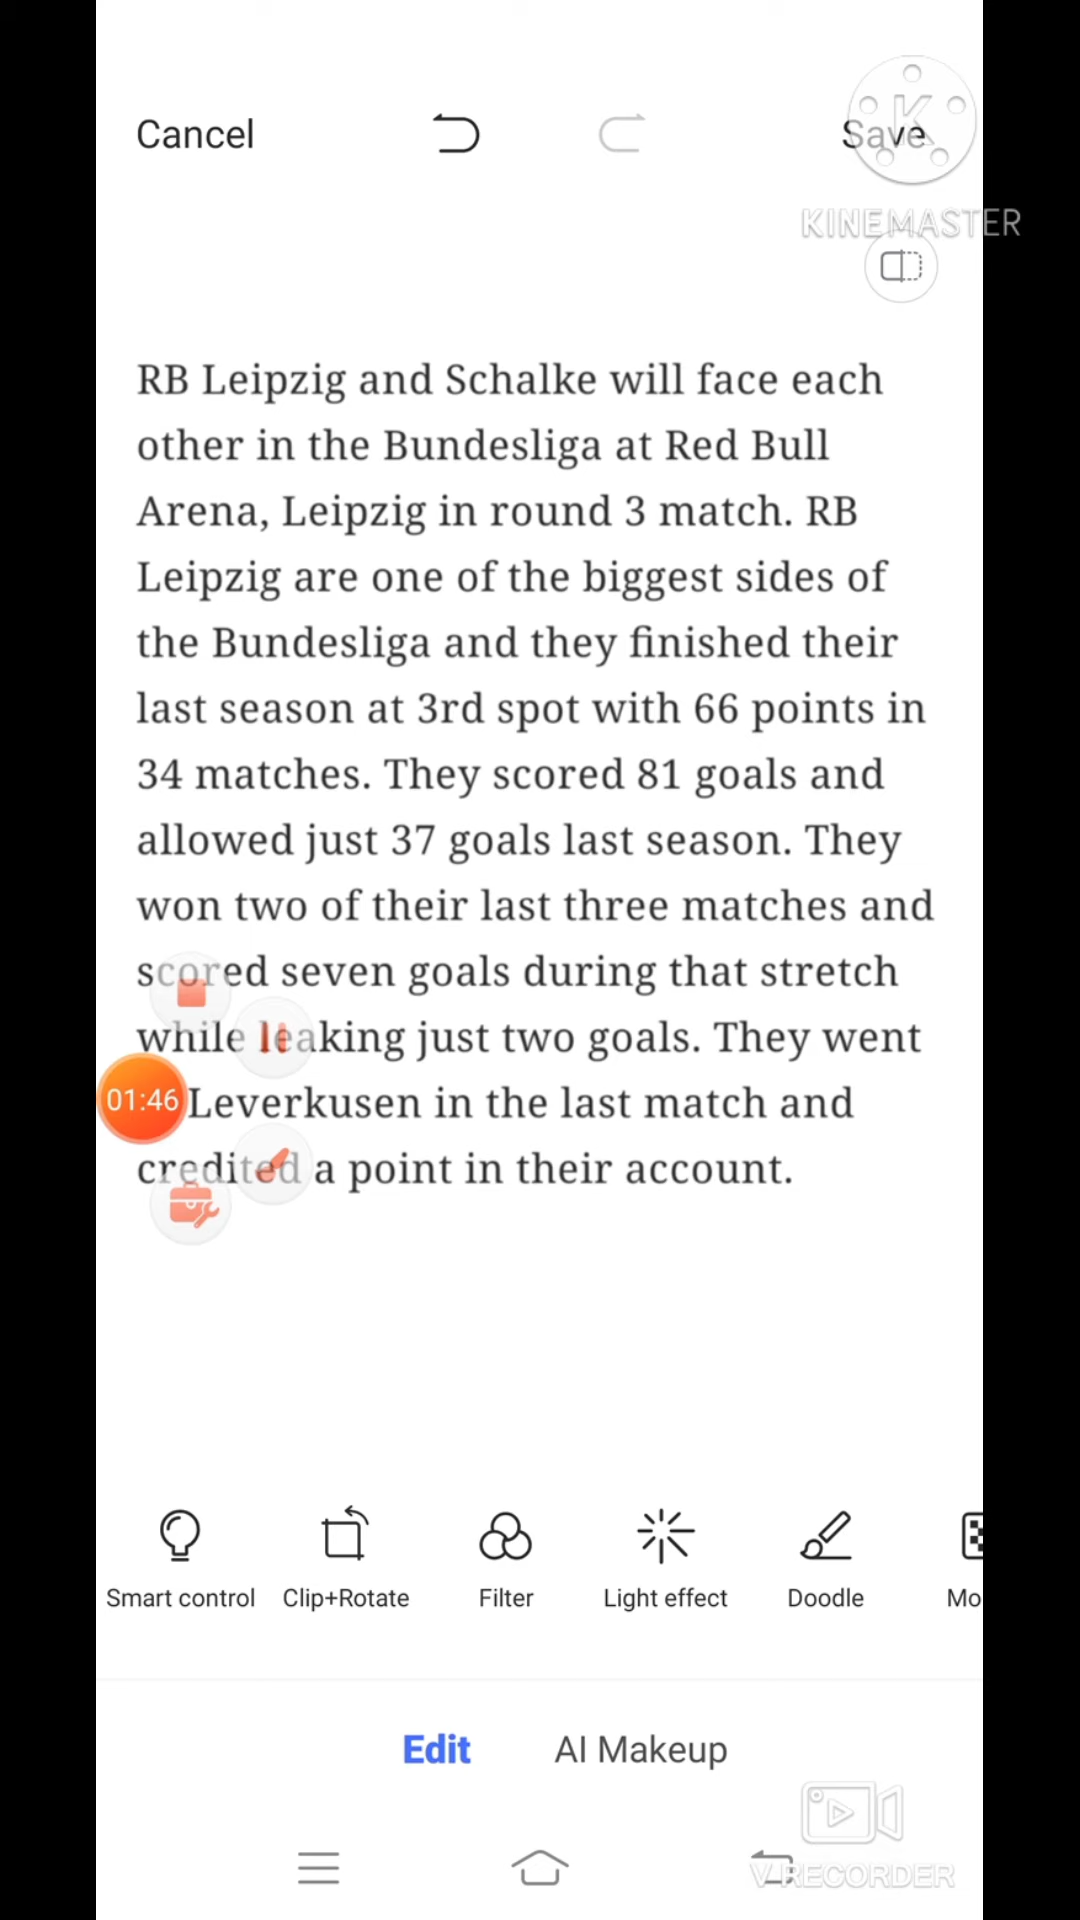 Cancel
Save
KINEMASTER
RB Leipzig and Schalke will face each
other in the Bundesliga at Red Bull
Arena, Leipzig in round 3 match. RB
Leipzig are one of the biggest sides of
the Bundesliga and they finished their
last season at 3rd spot with 66 points in
34 matches. They scored 81 goals and
allowed just 37 goals last season. They
won two of their last three matches and
scored seven goals during that stretch
while leaking just two goals. They went
01:46 Leverkusen in the last match and
credited a point in their account.
Smart control Clip+Rotate Filter Light effect Doodle Mo
Edit AI Makeup
V RECORDER